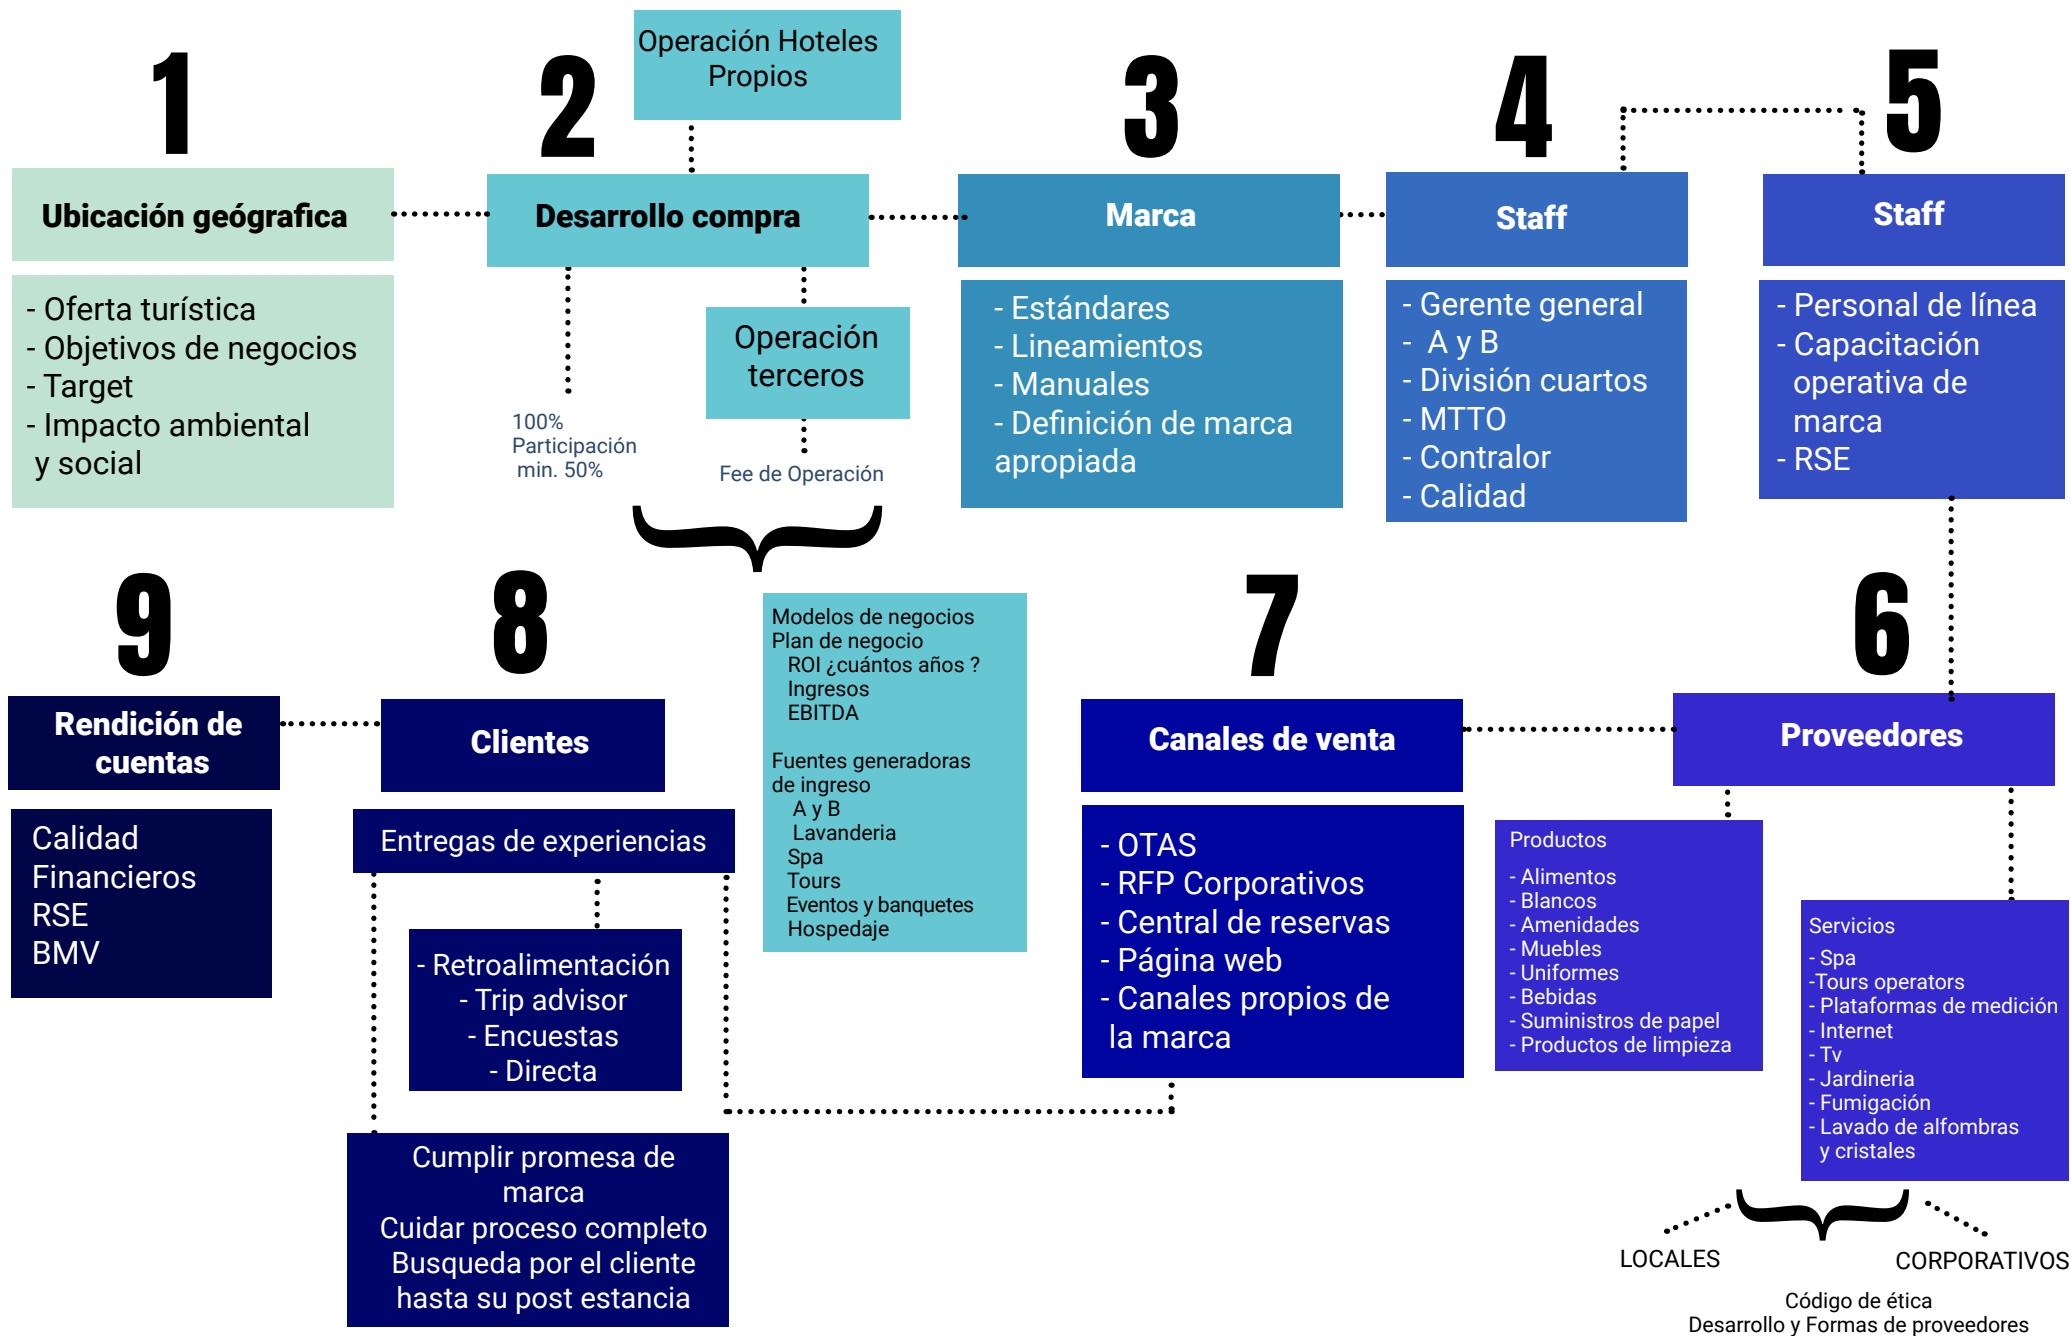 1
Ubicación geógrafica
- Oferta turística
- Objetivos de negocios
- Target
- Impacto ambiental
y social
2
Operación Hoteles
Propios
Desarrollo compra
100%
Participación
min. 50%
Operación
terceros
Fee de Operación
Modelos de negocios
Plan de negocio
ROI ¿cuántos años ?
Ingresos
EBITDA
Fuentes generadoras
de ingreso
A y B
Lavanderia
Spa
Tours
Eventos y banquetes
Hospedaje
3
Marca
- Estándares
- Lineamientos
- Manuales
- Definición de marca
apropiada
4
Staff
- Gerente general
- A y B
- División cuartos
- MTTO
- Contralor
- Calidad
5
Staff
- Personal de línea
- Capacitación
operativa de
marca
- RSE
6
Proveedores
Productos
- Alimentos
- Blancos
- Amenidades
- Muebles
- Uniformes
- Bebidas
- Suministros de papel
- Productos de limpieza
Servicios
- Spa
-Tours operators
- Plataformas de medición
- Internet
- Tv
- Jardineria
- Fumigación
- Lavado de alfombras
y cristales
LOCALES
CORPORATIVOS
Código de ética
Desarrollo y Formas de proveedores
7
Canales de venta
- OTAS
- RFP Corporativos
- Central de reservas
- Página web
- Canales propios de
la marca
8
Clientes
Entregas de experiencias
- Retroalimentación
- Trip advisor
- Encuestas
- Directa
Cumplir promesa de
marca
Cuidar proceso completo
Busqueda por el cliente
hasta su post estancia
9
Rendición de
cuentas
Calidad
Financieros
RSE
BMV